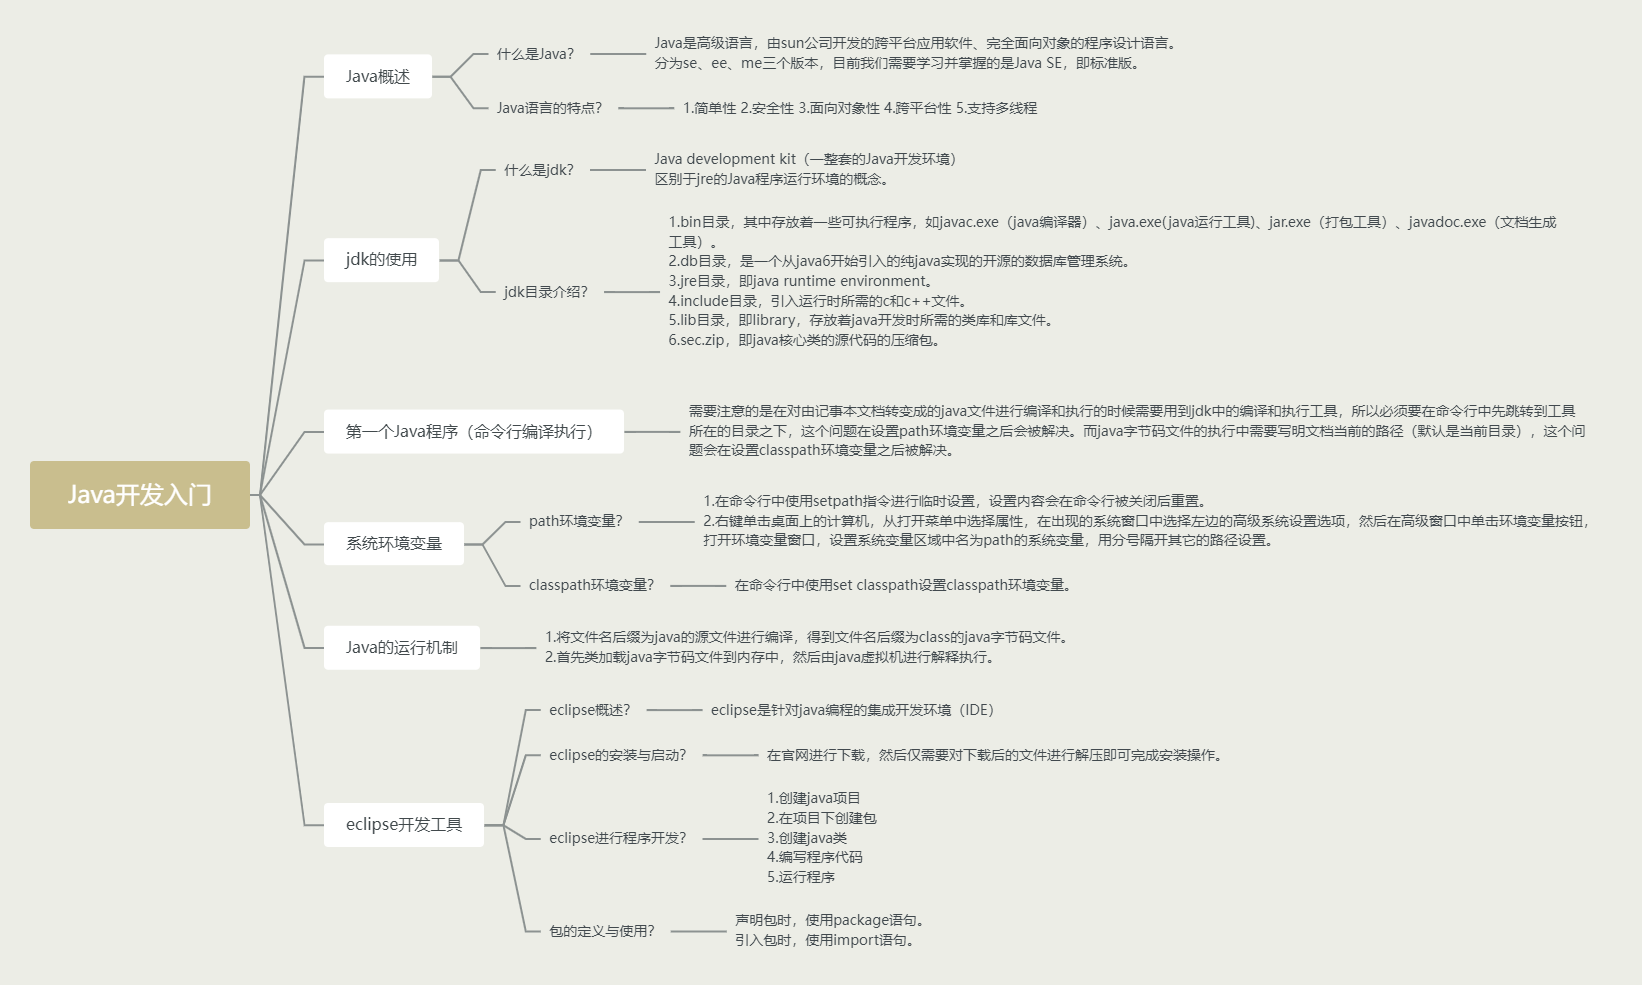 Java开发入门
Java概述
什么是Java？
Java是高级语言，由sun公司开发的跨平台应用软件、完全面向对象的程序设计语言。
分为se、ee、me三个版本，目前我们需要学习并掌握的是Java SE，即标准版。
Java语言的特点？
1.简单性 2.安全性 3.面向对象性 4.跨平台性 5.支持多线程
jdk的使用
什么是jdk？
Java development kit（一整套的Java开发环境）
区别于jre的Java程序运行环境的概念。
jdk目录介绍？
1.bin目录，其中存放着一些可执行程序，如javac.exe（java编译器）、java.exe(java运行工具)、jar.exe（打包工具）、javadoc.exe（文档生成
工具）。
2.db目录，是一个从java6开始引入的纯java实现的开源的数据库管理系统。
3.jre目录，即java runtime environment。
4.include目录，引入运行时所需的c和c++文件。
5.lib目录，即library，存放着java开发时所需的类库和库文件。
6.sec.zip，即java核心类的源代码的压缩包。
第一个Java程序（命令行编译执行）
需要注意的是在对由记事本文档转变成的java文件进行编译和执行的时候需要用到jdk中的编译和执行工具，所以必须要在命令行中先跳转到工具
所在的目录之下，这个问题在设置path环境变量之后会被解决。而java字节码文件的执行中需要写明文档当前的路径（默认是当前目录），这个问
题会在设置classpath环境变量之后被解决。
系统环境变量
path环境变量？
1.在命令行中使用setpath指令进行临时设置，设置内容会在命令行被关闭后重置。
2.右键单击桌面上的计算机，从打开菜单中选择属性，在出现的系统窗口中选择左边的高级系统设置选项，然后在高级窗口中单击环境变量按钮，
打开环境变量窗口，设置系统变量区域中名为path的系统变量，用分号隔开其它的路径设置。
classpath环境变量？
在命令行中使用set classpath设置classpath环境变量。
Java的运行机制
1.将文件名后缀为java的源文件进行编译，得到文件名后缀为class的java字节码文件。
2.首先类加载java字节码文件到内存中，然后由java虚拟机进行解释执行。
eclipse开发工具
eclipse概述？
eclipse是针对java编程的集成开发环境（IDE）
eclipse的安装与启动？
在官网进行下载，然后仅需要对下载后的文件进行解压即可完成安装操作。
eclipse进行程序开发？
1.创建java项目
2.在项目下创建包
3.创建java类
4.编写程序代码
5.运行程序
包的定义与使用？
声明包时，使用package语句。
引入包时，使用import语句。